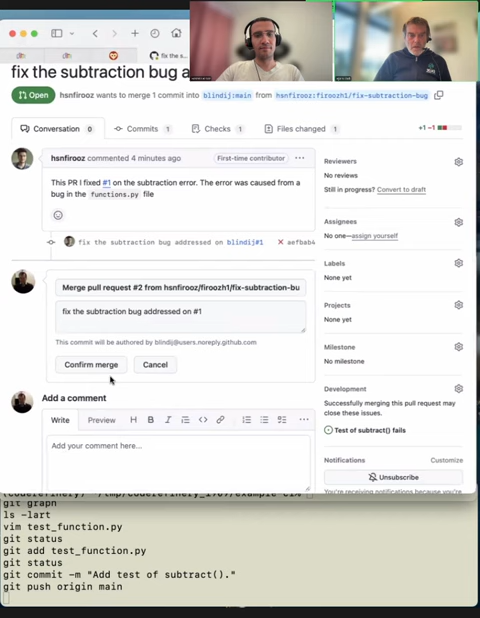 fix the s...
fix the subtraction bug a
Open
hsnfirooz wants to merge 1 commit into blindij:main from hsnfirooz:firoozh1/fix-subtraction-bug
Conversation 0
Commits 1
Checks 1
Files changed 1
+1 −1
hsnfirooz commented 4 minutes ago
First-time contributor
This PR I fixed #1 on the subtraction error. The error was caused from a
bug in the functions.py file
fix the subtraction bug addressed on blindij#1
aefbab4
Merge pull request #2 from hsnfirooz/firoozh1/fix-subtraction-bu
fix the subtraction bug addressed on #1
This commit will be authored by blindij@users.noreply.github.com
Confirm merge
Cancel
Add a comment
Write
Preview
H B I
Add your comment here...
Reviewers
No reviews
Still in progress? Convert to draft
Assignees
No one—assign yourself
Labels
None yet
Projects
None yet
Milestone
No milestone
Development
Successfully merging this pull request may
close these issues.
Test of subtract() fails
Notifications
Customize
Unsubscribe
git graph
ls -lart
vim test_function.py
git status
git add test_function.py
git status
git commit -m "Add test of subtract()."
git push origin main